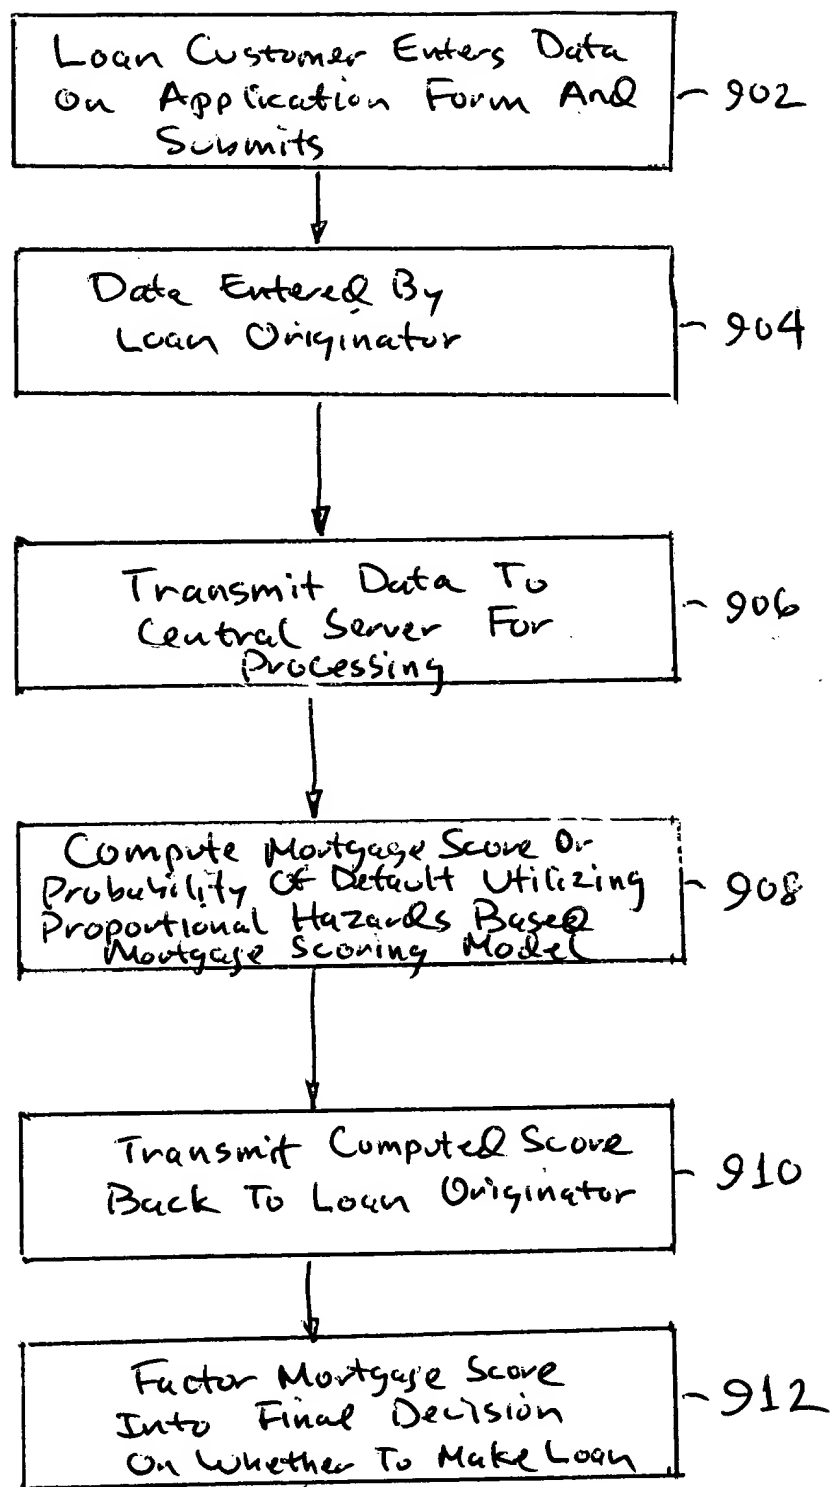 Loan Customer Enters Data
On Application Form And
Submits
902
Data Entered By
Loan Originator
904
Transmit Data To
Central Server For
Processing
906
Compute Mortgage Score Or
Probability Of Default Utilizing
Proportional Hazards Based
Mortgage Scoring Model
908
Transmit Computed Score
Back To Loan Originator
910
Factor Mortgage Score
Into Final Decision
On Whether To Make Loan
912